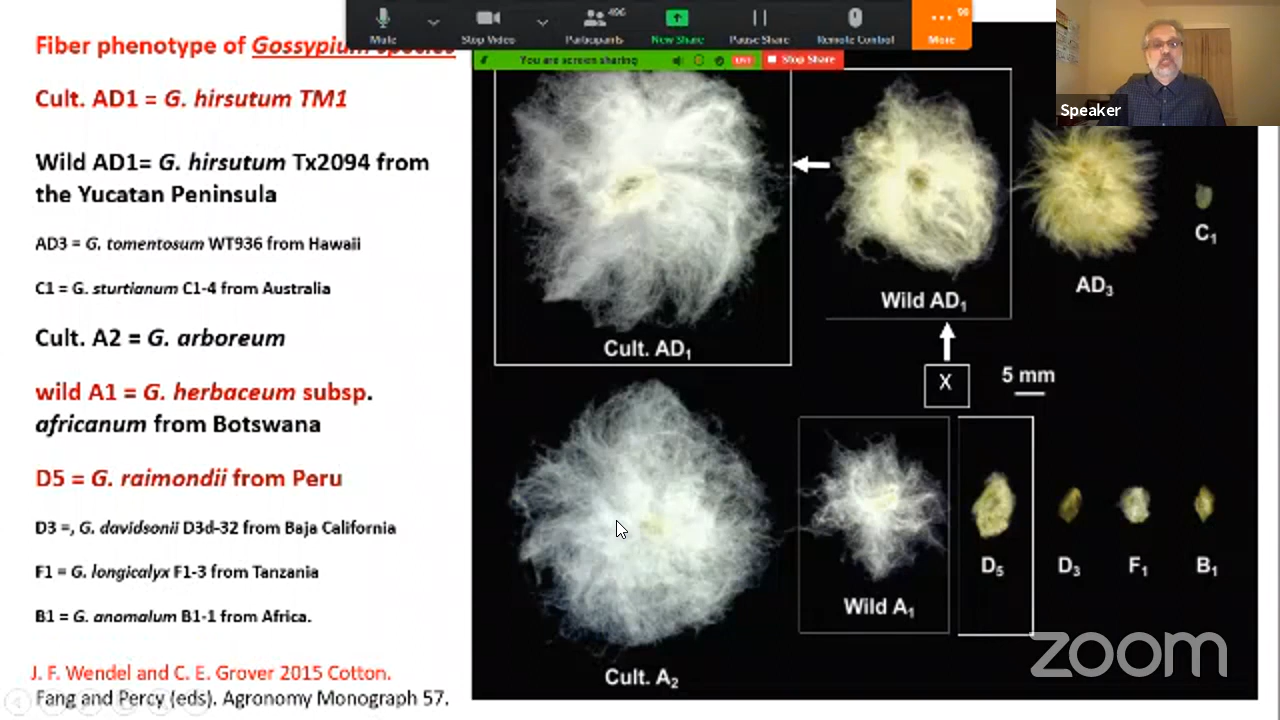 Fiber phenotype of Gossypium species
Cult. AD1 = G. hirsutum TM1
Wild AD1= G. hirsutum Tx2094 from
the Yucatan Peninsula
AD3 = G. tomentosum WT936 from Hawaii
C1 = G. sturtianum C1-4 from Australia
Cult. A2 = G. arboreum
wild A1 = G. herbaceum subsp.
africanum from Botswana
D5 = G. raimondii from Peru
D3 =, G. davidsonii D3d-32 from Baja California
F1 = G. longicalyx F1-3 from Tanzania
B1 = G. anomalum B1-1 from Africa.
J. F. Wendel and C. E. Grover 2015 Cotton.
Fang and Percy (eds). Agronomy Monograph 57.
Mute
Stop Video
Participants
496
New Share
Pause Share
Remote Control
More
You are screen sharing
LIVE
Stop Share
Speaker
Cult. AD1
Wild AD1
AD3
C1
X
5 mm
Cult. A2
Wild A1
D5
D3
F1
B1
zoom